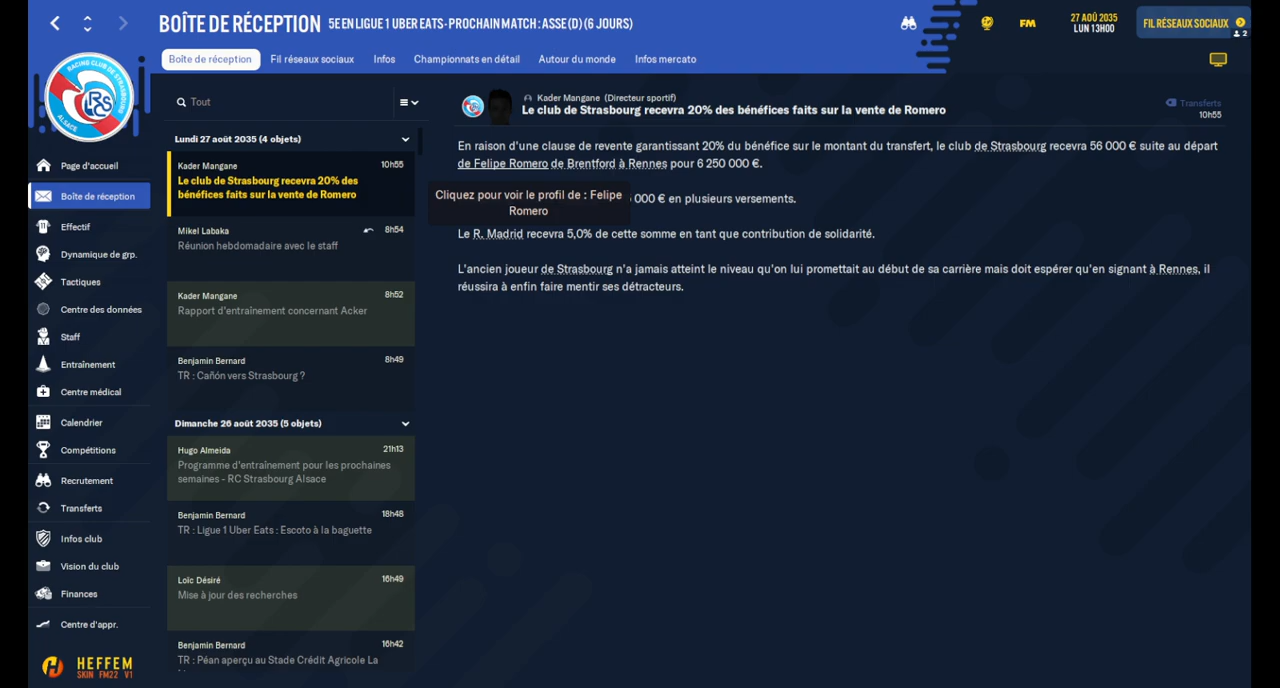 BOÎTE DE RÉCEPTION 5E EN LIGUE 1 UBER EATS - PROCHAIN MATCH : ASSE (D) (6 JOURS)
FM
27 AOÛ 2035
LUN 13H00
FIL RÉSEAUX SOCIAUX
2
Boîte de réception Fil réseaux sociaux Infos Championnats en détail Autour du monde Infos mercato
RACING CLUB DE STRASBOURG
ALSACE
Page d'accueil
Boîte de réception
Effectif
Dynamique de grp.
Tactiques
Centre des données
Staff
Entraînement
Centre médical
Calendrier
Compétitions
Recrutement
Transferts
Infos club
Vision du club
Finances
Centre d'appr.
HEFFEM
SKIN FM22 V1
Tout
Lundi 27 août 2035 (4 objets)
Kader Mangane 10h55
Le club de Strasbourg recevra 20% des
bénéfices faits sur la vente de Romero
Mikel Labaka 8h54
Réunion hebdomadaire avec le staff
Kader Mangane 8h52
Rapport d'entraînement concernant Acker
Benjamin Bernard 8h49
TR : Cañón vers Strasbourg ?
Dimanche 26 août 2035 (5 objets)
Hugo Almeida 21h13
Programme d'entraînement pour les prochaines
semaines - RC Strasbourg Alsace
Benjamin Bernard 18h48
TR : Ligue 1 Uber Eats : Escoto à la baguette
Loïc Désiré 16h49
Mise à jour des recherches
Benjamin Bernard 16h42
TR : Péan aperçu au Stade Crédit Agricole La
Kader Mangane (Directeur sportif)
Le club de Strasbourg recevra 20% des bénéfices faits sur la vente de Romero
Transferts
10h55
En raison d'une clause de revente garantissant 20% du bénéfice sur le montant du transfert, le club de Strasbourg recevra 56 000 € suite au départ
de Felipe Romero de Brentford à Rennes pour 6 250 000 €.
Cliquez pour voir le profil de : Felipe
Romero
000 € en plusieurs versements.
Le R. Madrid recevra 5,0% de cette somme en tant que contribution de solidarité.
L'ancien joueur de Strasbourg n'a jamais atteint le niveau qu'on lui promettait au début de sa carrière mais doit espérer qu'en signant à Rennes, il
réussira à enfin faire mentir ses détracteurs.